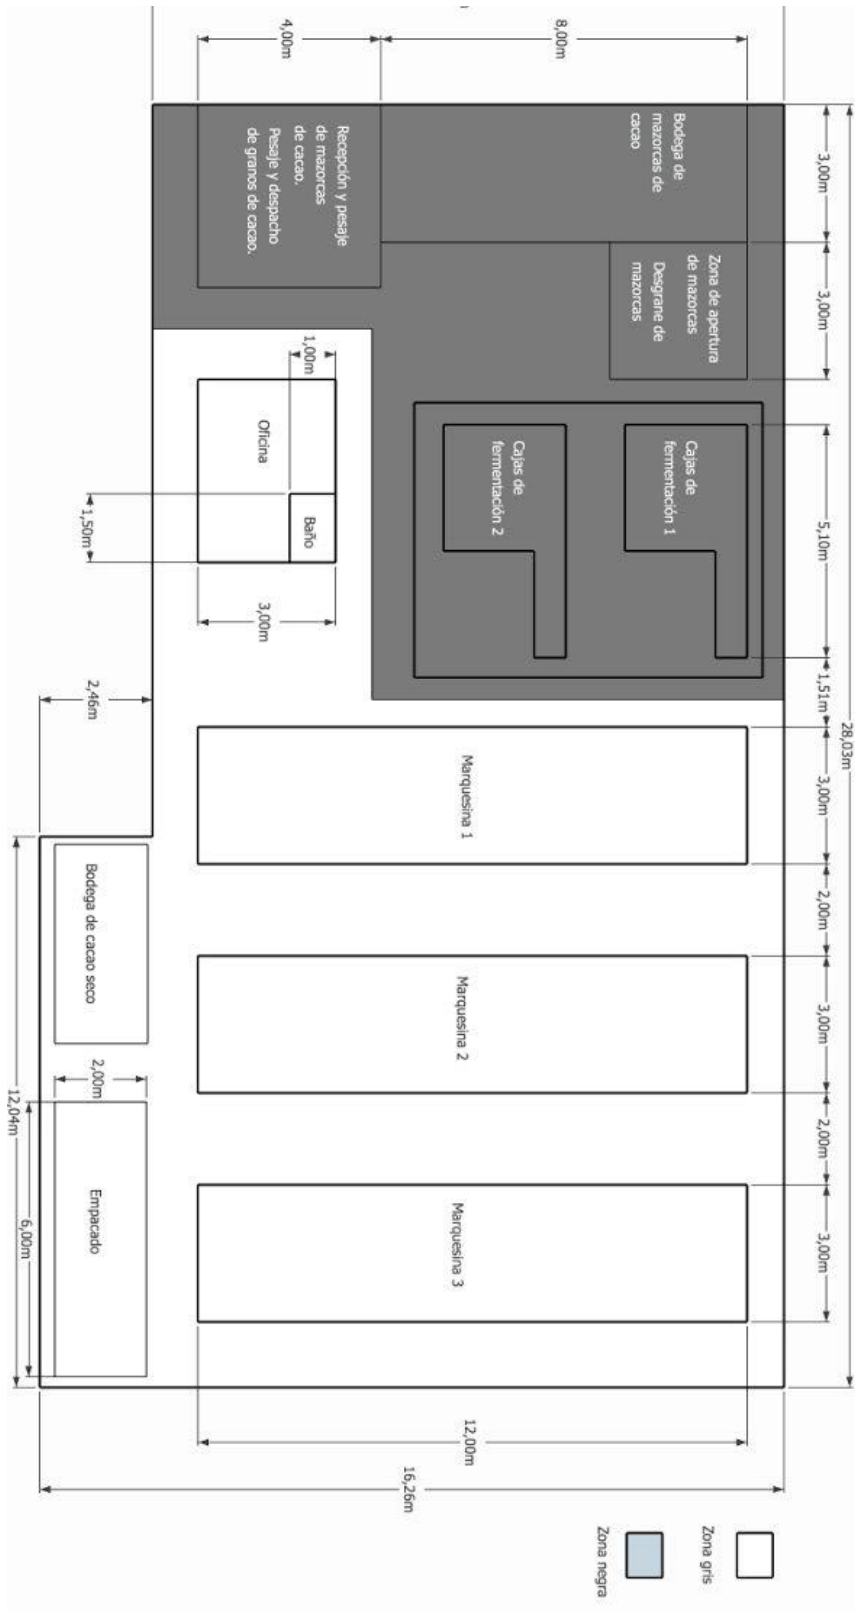 4,00m
8,00m
Recepción y pesaje
de mazorcas
de cacao.
Pesaje y despacho
de granos de cacao.
Bodega de
mazorcas de
cacao
3,00m
Zona de apertura
de mazorcas
Desgrane de
mazorcas
3,00m
1,00m
Oficina
Baño
1,50m
3,00m
Cajas de
fermentación 2
Cajas de
fermentación 1
5,10m
1,51m
28,03m
2,46m
Marquesina 1
3,00m
2,00m
Bodega de cacao seco
Marquesina 2
3,00m
2,00m
2,00m
12,04m
Empacado
6,00m
Marquesina 3
3,00m
12,00m
16,26m
Zona gris
Zona negra